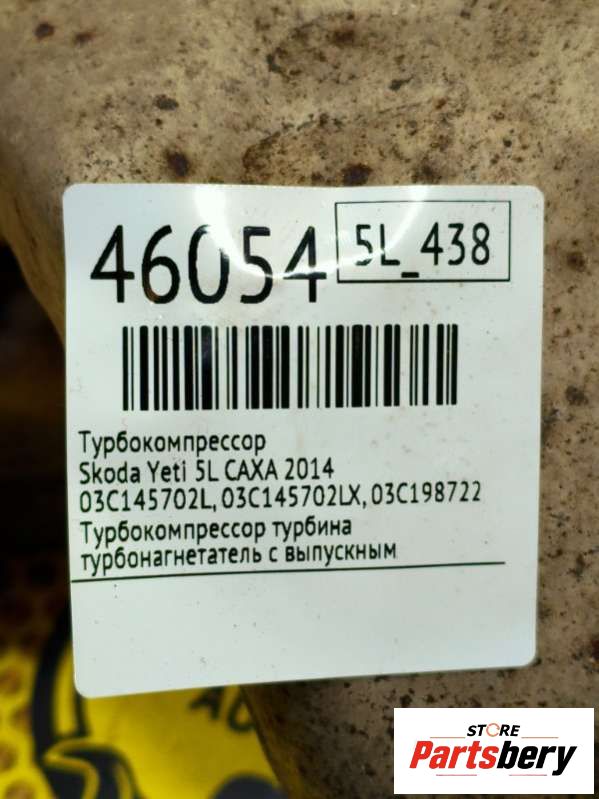 46054
5L_438
Турбокомпрессор
Skoda Yeti 5L CAXA 2014
03C145702L, 03C145702LX, 03C198722
Турбокомпрессор турбина
турбонагнетатель с выпускным
STORE
Partsbery